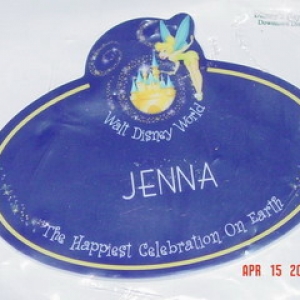 Walt Disney World
JENNA
The Happiest Celebration On Earth
APR 15 20